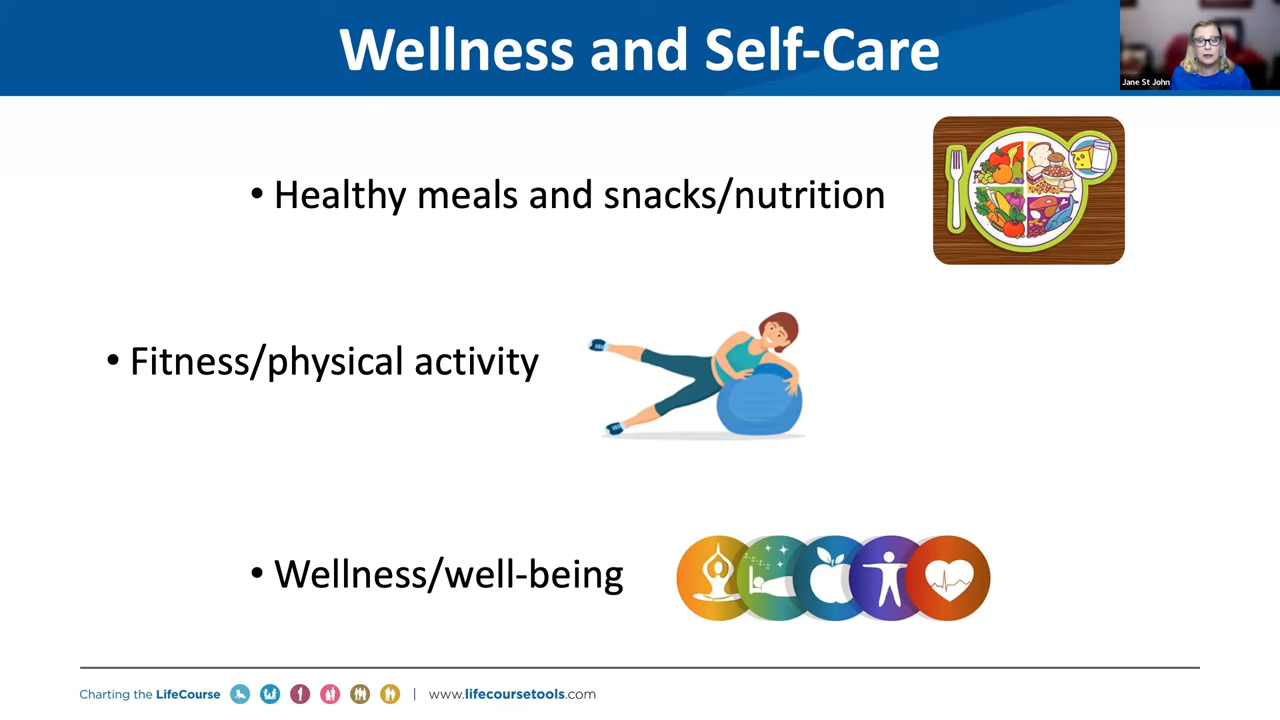 Wellness and Self-Care
Jane St John
• Healthy meals and snacks/nutrition
• Fitness/physical activity
• Wellness/well-being
Charting the LifeCourse | www.lifecoursetools.com